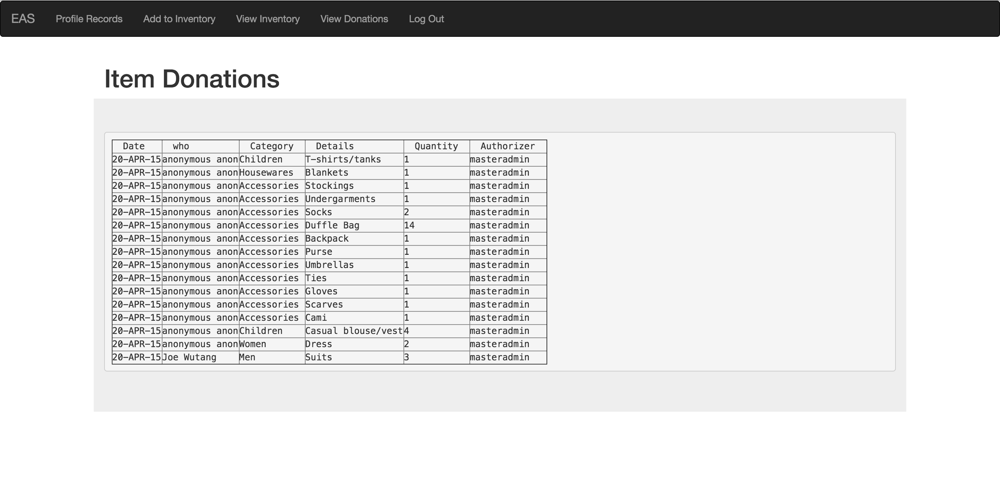 EAS Profile Records Add to Inventory View Inventory View Donations Log Out
Item Donations
Date who Category Details Quantity Authorizer
20-APR-15 anonymous anon Children T-shirts/tanks 1 masteradmin
20-APR-15 anonymous anon Housewares Blankets 1 masteradmin
20-APR-15 anonymous anon Accessories Stockings 1 masteradmin
20-APR-15 anonymous anon Accessories Undergarments 1 masteradmin
20-APR-15 anonymous anon Accessories Socks 2 masteradmin
20-APR-15 anonymous anon Accessories Duffle Bag 14 masteradmin
20-APR-15 anonymous anon Accessories Backpack 1 masteradmin
20-APR-15 anonymous anon Accessories Purse 1 masteradmin
20-APR-15 anonymous anon Accessories Umbrellas 1 masteradmin
20-APR-15 anonymous anon Accessories Ties 1 masteradmin
20-APR-15 anonymous anon Accessories Gloves 1 masteradmin
20-APR-15 anonymous anon Accessories Scarves 1 masteradmin
20-APR-15 anonymous anon Accessories Cami 1 masteradmin
20-APR-15 anonymous anon Children Casual blouse/vest 4 masteradmin
20-APR-15 anonymous anon Women Dress 2 masteradmin
20-APR-15 Joe Wutang Men Suits 3 masteradmin